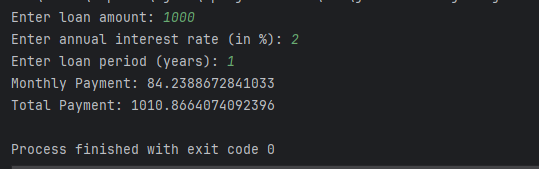 Enter loan amount: 1000
Enter annual interest rate (in %): 2
Enter loan period (years): 1
Monthly Payment: 84.2388672841033
Total Payment: 1010.8664074092396
Process finished with exit code 0